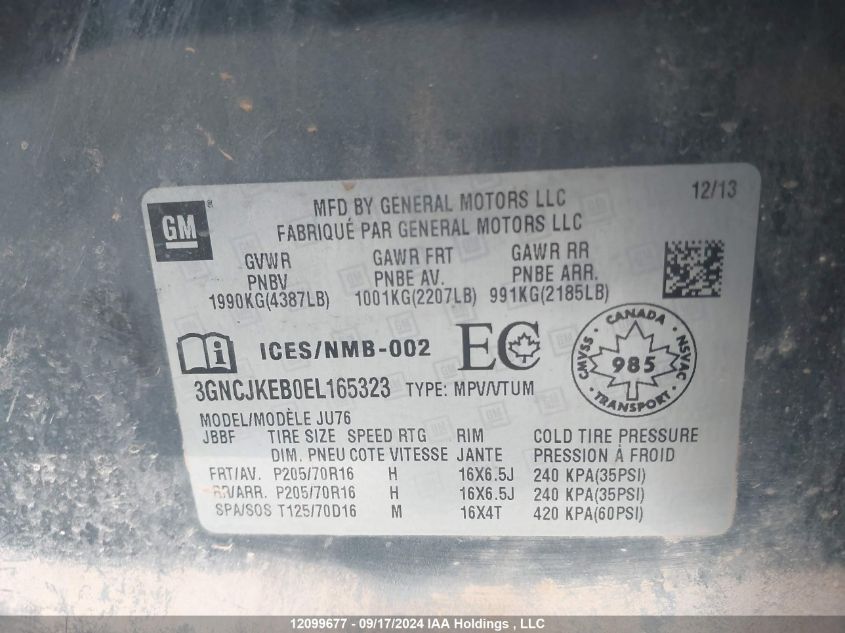 GM ®
MFD BY GENERAL MOTORS LLC 12/13
FABRIQUÉ PAR GENERAL MOTORS LLC
GVWR GAWR FRT GAWR RR
PNBV PNBE AV. PNBE ARR.
1990KG(4387LB) 1001KG(2207LB) 991KG(2185LB)
i ICES/NMB-002 EC
CANADA
CMVSS 985 NSVAC
TRANSPORT
3GNCJKEB0EL165323 TYPE: MPV/VTUM
MODEL/MODÈLE JU76
JBBF TIRE SIZE SPEED RTG RIM COLD TIRE PRESSURE
DIM. PNEU COTE VITESSE JANTE PRESSION À FROID
FRT/AV. P205/70R16 H 16X6.5J 240 KPA(35PSI)
RR/ARR. P205/70R16 H 16X6.5J 240 KPA(35PSI)
SPA/SOS T125/70D16 M 16X4T 420 KPA(60PSI)
12099677 - 09/17/2024 IAA Holdings , LLC